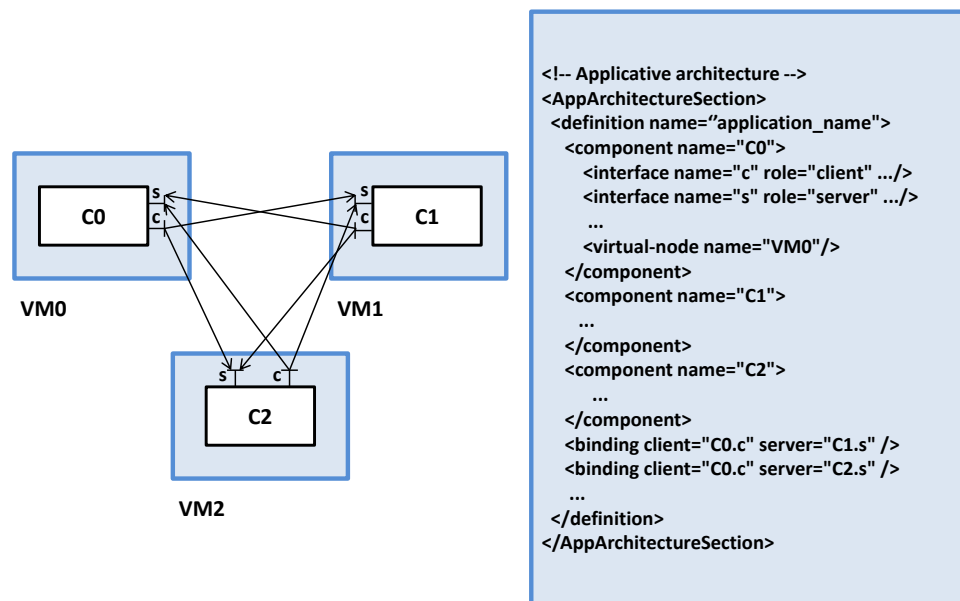 s
C0
c
VM0
s
C1
c
VM1
s
c
C2
VM2
<!-- Applicative architecture -->
<AppArchitectureSection>
<definition name=“application_name">
<component name="C0">
<interface name="c" role="client" .../>
<interface name="s" role="server" .../>
...
<virtual-node name="VM0"/>
</component>
<component name="C1">
...
</component>
<component name="C2">
...
</component>
<binding client="C0.c" server="C1.s" />
<binding client="C0.c" server="C2.s" />
...
</definition>
</AppArchitectureSection>